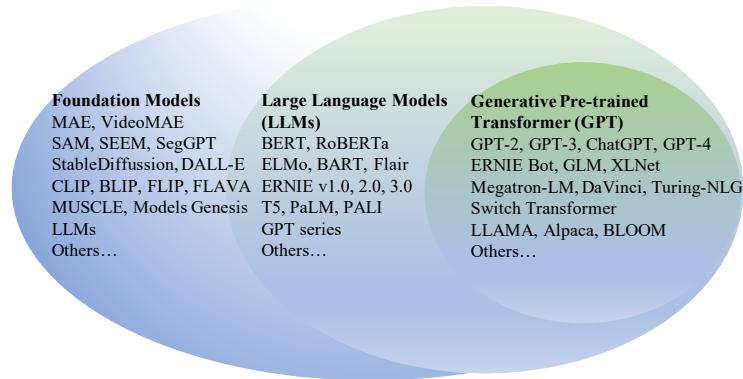 Foundation Models
MAE, VideoMAE
SAM, SEEM, SegGPT
StableDiffussion, DALL-E
CLIP, BLIP, FLIP, FLAVA
MUSCLE, Models Genesis
LLMs
Others…
Large Language Models
(LLMs)
BERT, RoBERTa
ELMo, BART, Flair
ERNIE v1.0, 2.0, 3.0
T5, PaLM, PALI
GPT series
Others…
Generative Pre-trained
Transformer (GPT)
GPT-2, GPT-3, ChatGPT, GPT-4
ERNIE Bot, GLM, XLNet
Megatron-LM, DaVinci, Turing-NLG
Switch Transformer
LLAMA, Alpaca, BLOOM
Others…